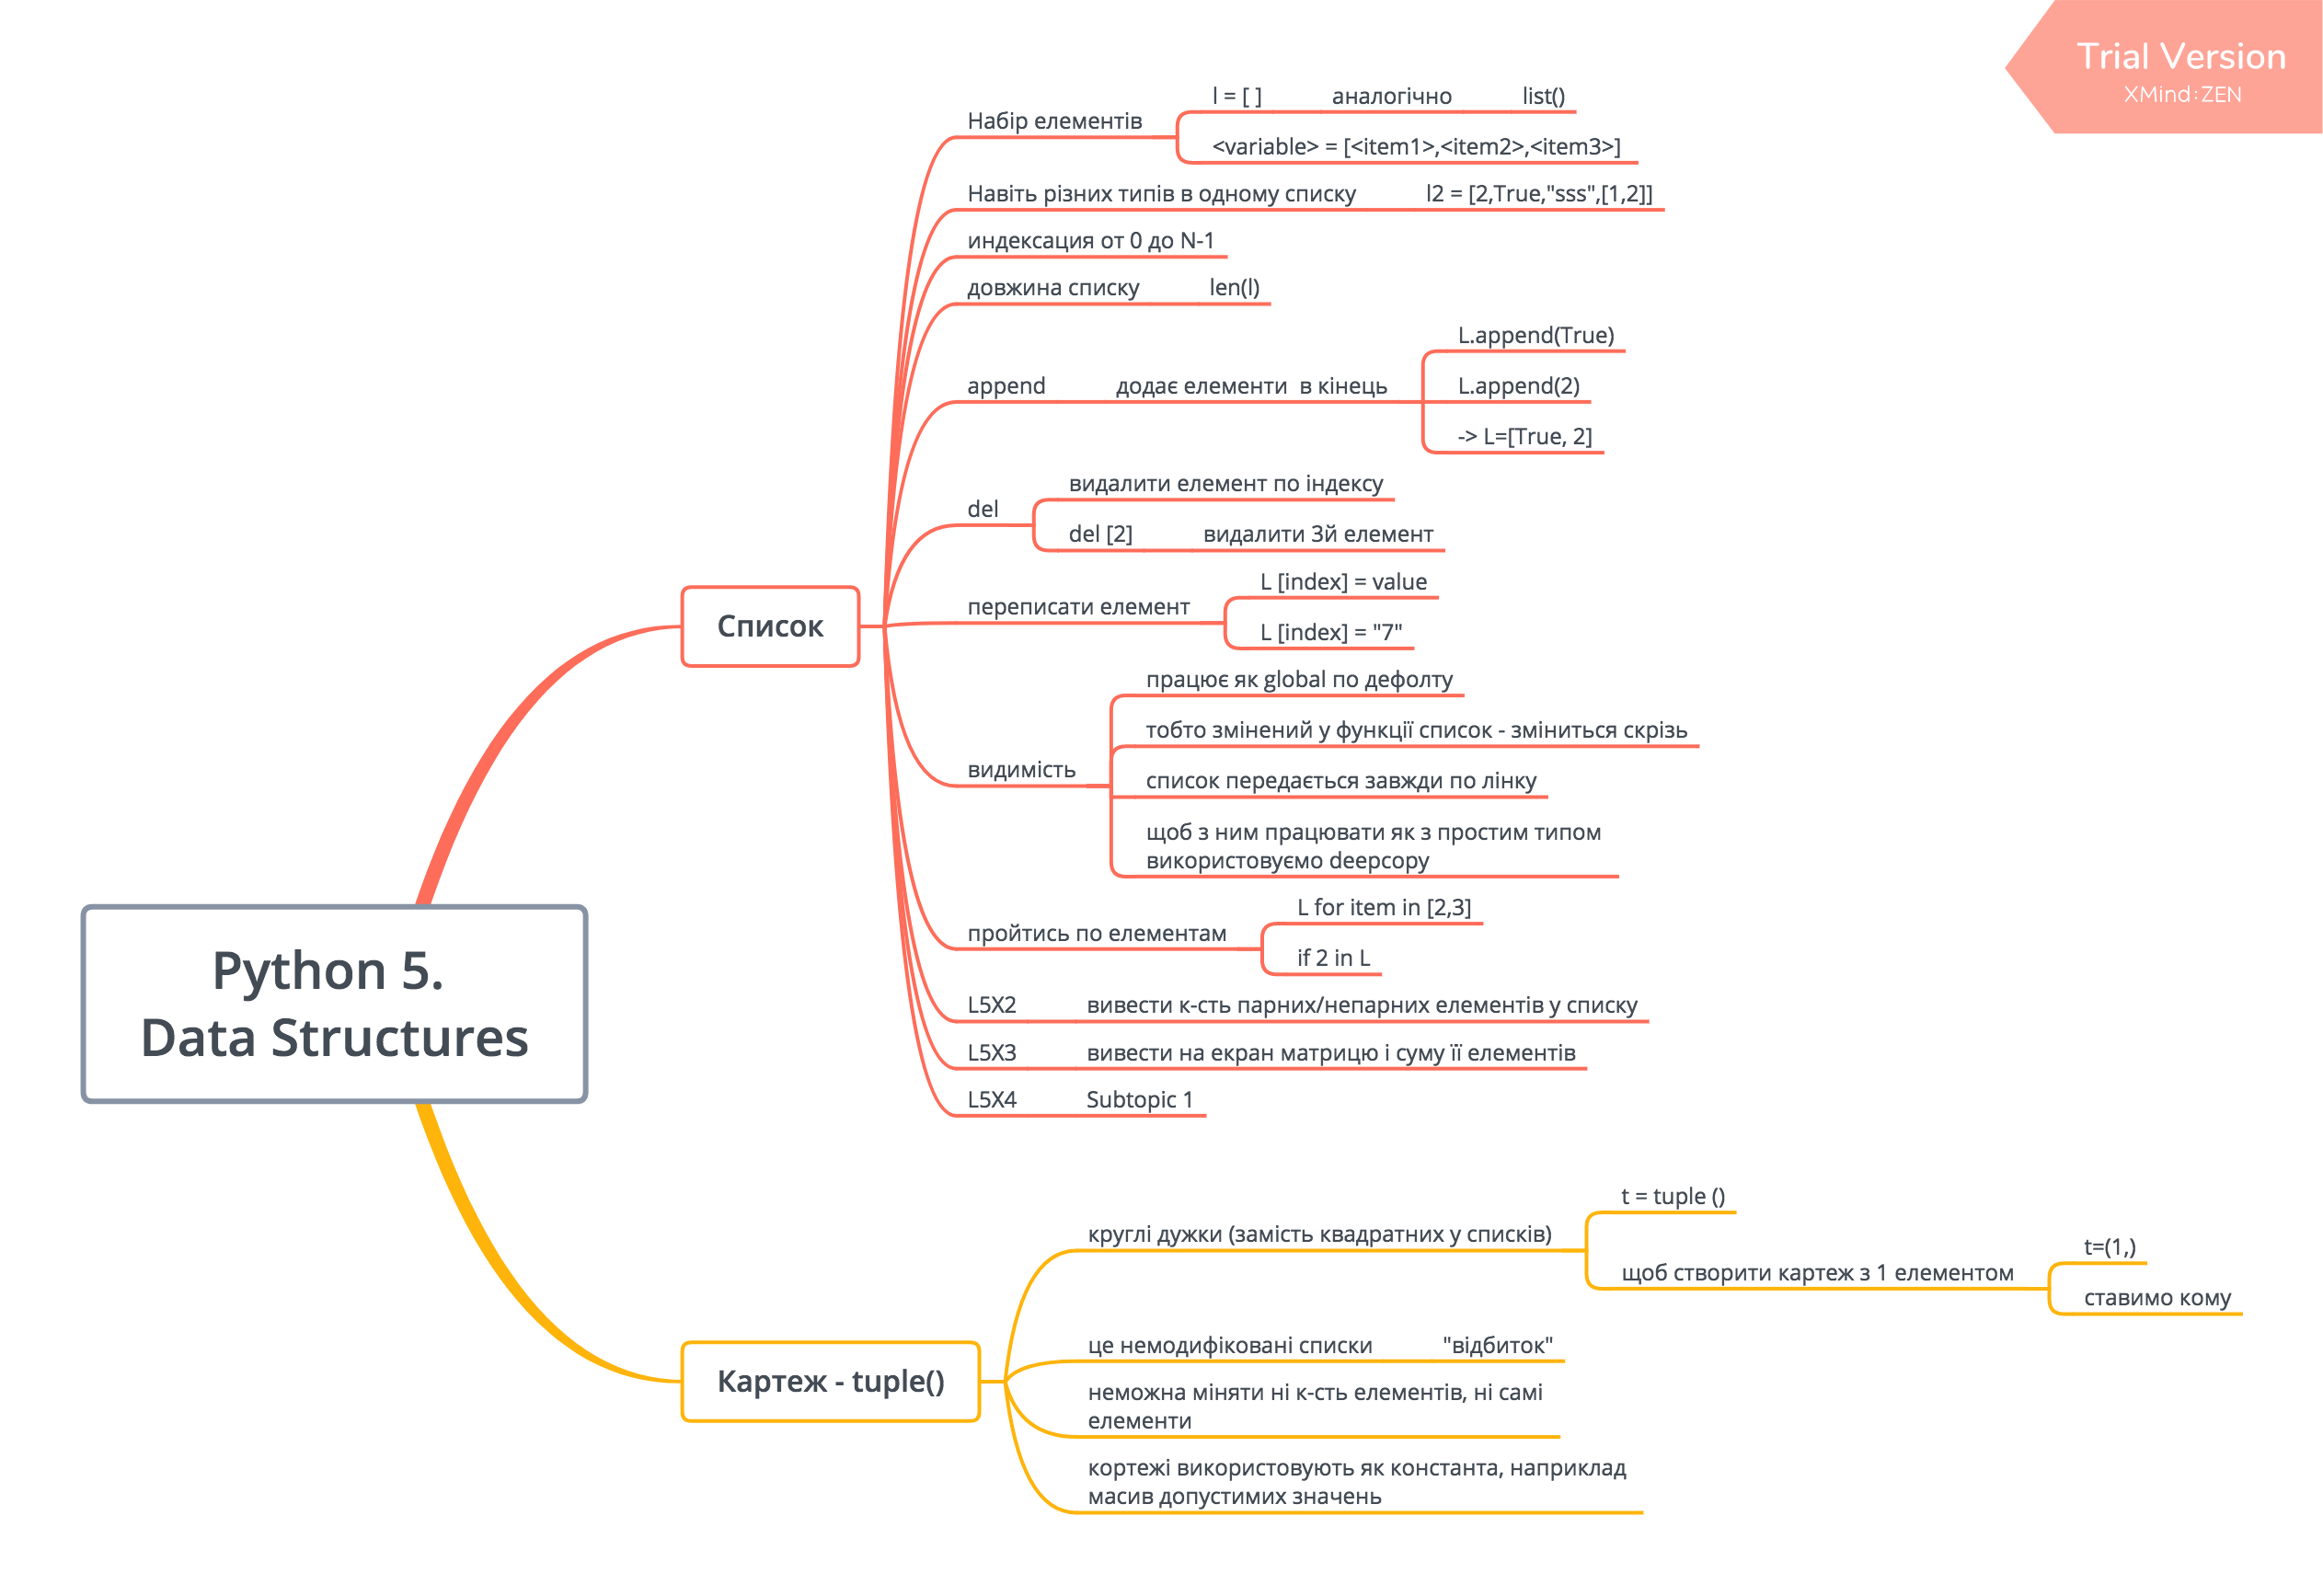 Trial Version
XMind:ZEN
Python 5.
Data Structures
Список
Набір елементів
l = [ ]
аналогічно
list()
<variable> = [<item1>,<item2>,<item3>]
Навіть різних типів в одному списку
l2 = [2,True,"sss",[1,2]]
индексация от 0 до N-1
довжина списку
len(l)
append
додає елементи  в кінець
L.append(True)
L.append(2)
-> L=[True, 2]
del
видалити елемент по індексу
del [2]
видалити 3й елемент
переписати елемент
L [index] = value
L [index] = "7"
видимість
працює як global по дефолту
тобто змінений у функції список - зміниться скрізь
список передається завжди по лінку
щоб з ним працювати як з простим типом
використовуємо deepcopy
пройтись по елементам
L for item in [2,3]
if 2 in L
L5X2
вивести к-сть парних/непарних елементів у списку
L5X3
вивести на екран матрицю і суму її елементів
L5X4
Subtopic 1
Картеж - tuple()
круглі дужки (замість квадратних у списків)
t = tuple ()
щоб створити картеж з 1 елементом
t=(1,)
ставимо кому
це немодифіковані списки
"відбиток"
неможна міняти ні к-сть елементів, ні самі
елементи
кортежі використовують як константа, наприклад
масив допустимих значень